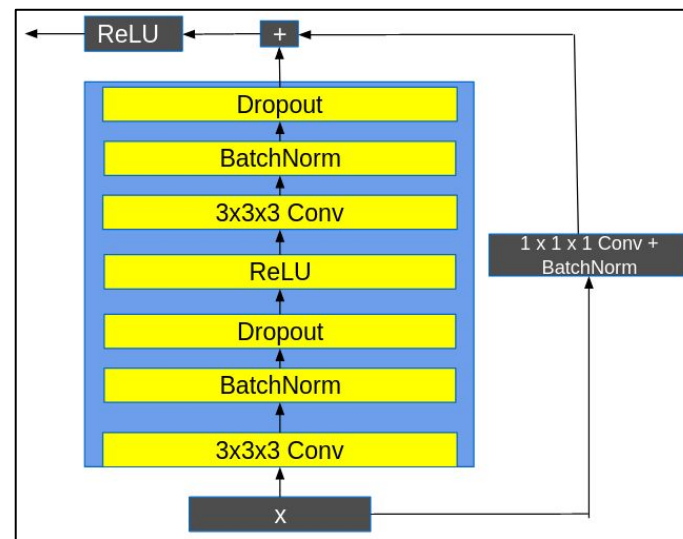 ReLU
+
Dropout
BatchNorm
3x3x3 Conv
ReLU
Dropout
BatchNorm
3x3x3 Conv
x
1 x 1 x 1 Conv +
BatchNorm